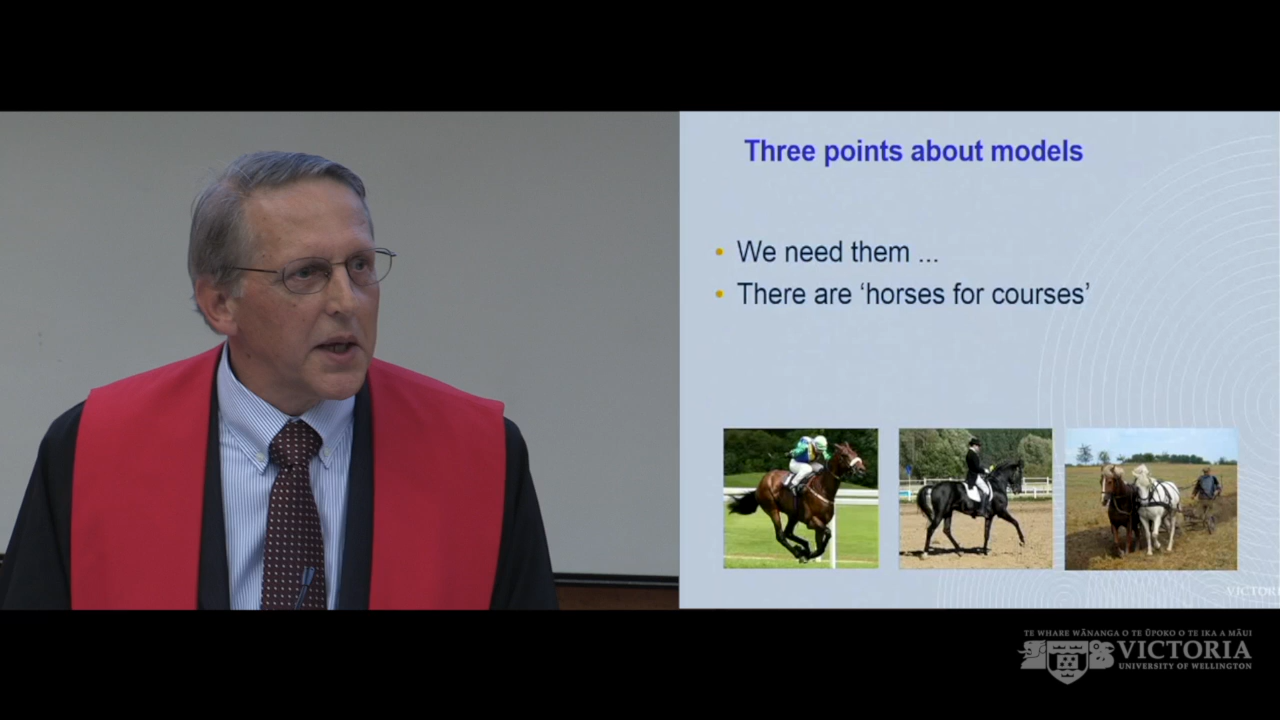 Three points about models
• We need them ...
• There are ‘horses for courses’
TE WHARE WĀNANGA O TE ŪPOKO O TE IKA A MĀUI
VICTORIA
UNIVERSITY OF WELLINGTON